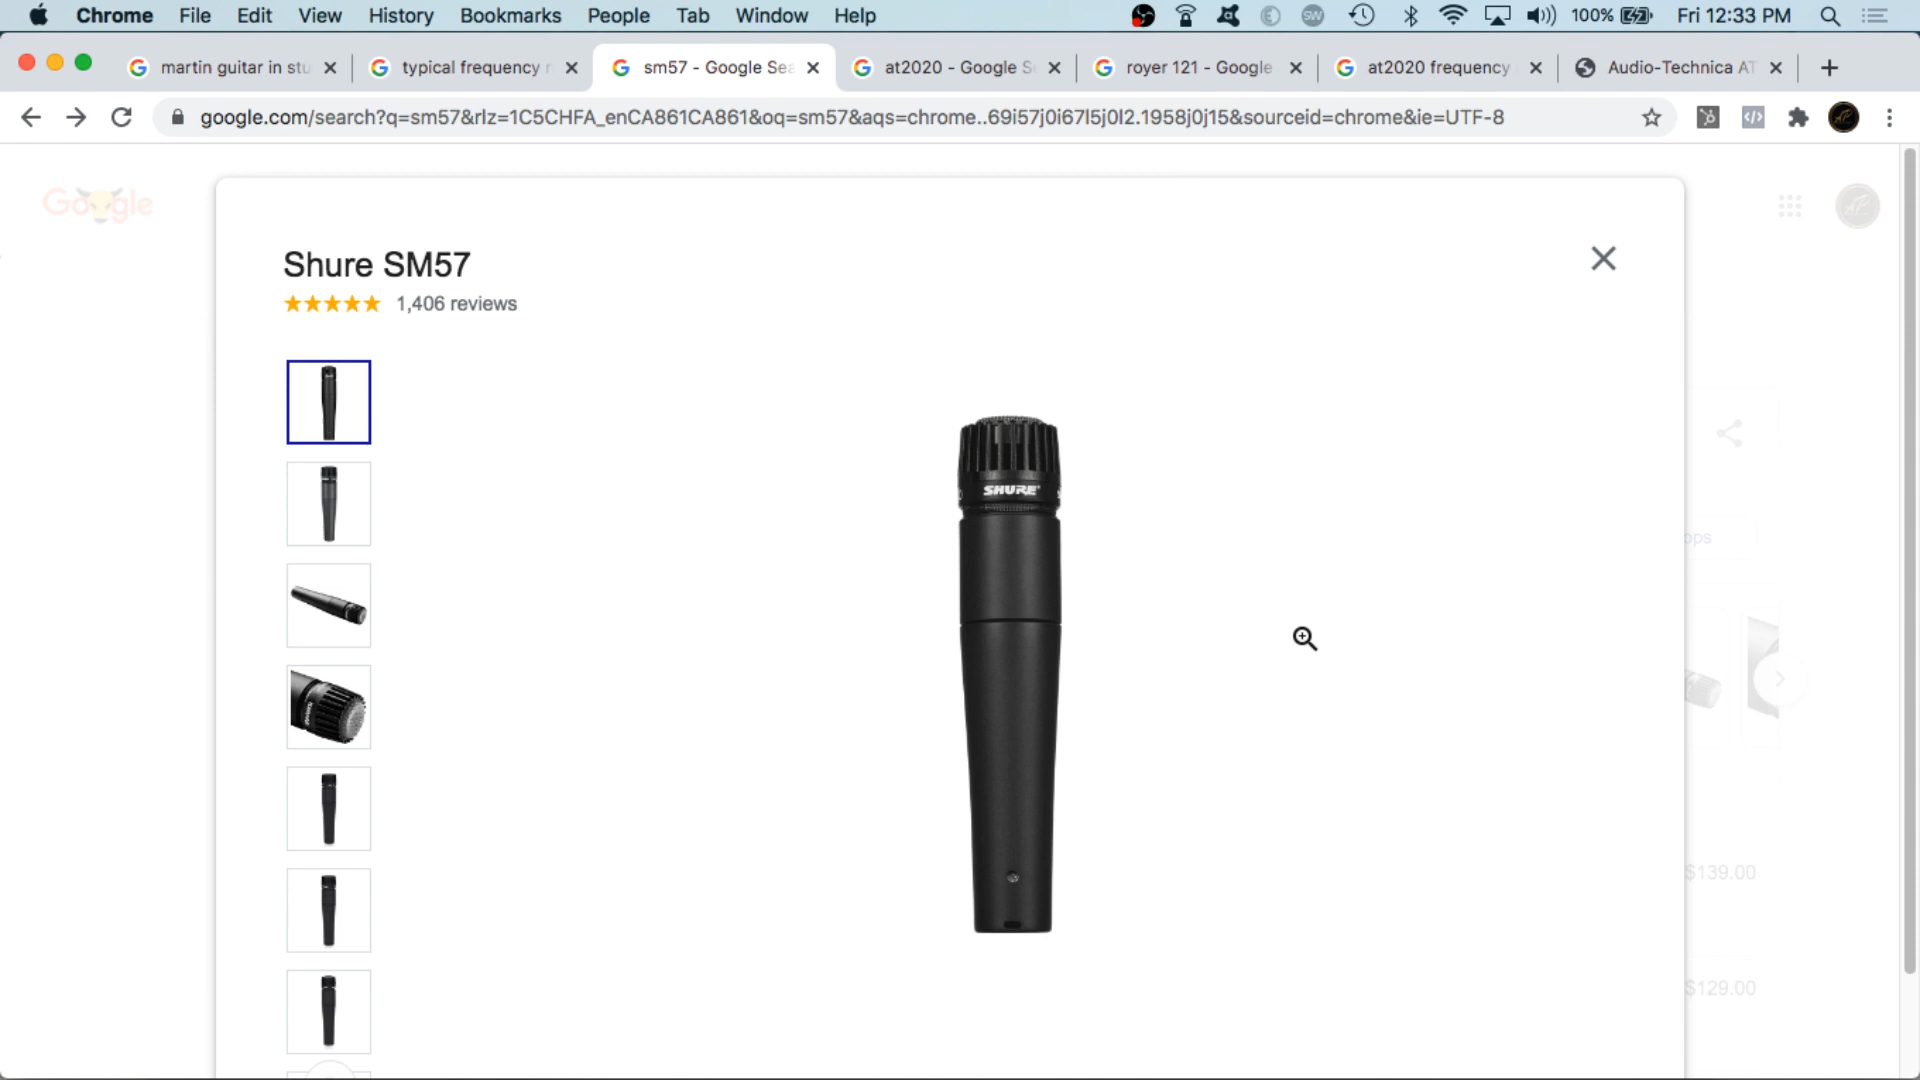 Chrome File Edit View History Bookmarks People Tab Window Help
SW 100% Fri 12:33 PM
martin guitar in stu
typical frequency r
sm57 - Google Sea
at2020 - Google S
royer 121 - Google
at2020 frequency
Audio-Technica AT
google.com/search?q=sm57&rlz=1C5CHFA_enCA861CA861&oq=sm57&aqs=chrome..69i57j0i67l5j0l2.1958j0j15&sourceid=chrome&ie=UTF-8
Google
Shure SM57
1,406 reviews
SHURE
ops
$139.00
$129.00